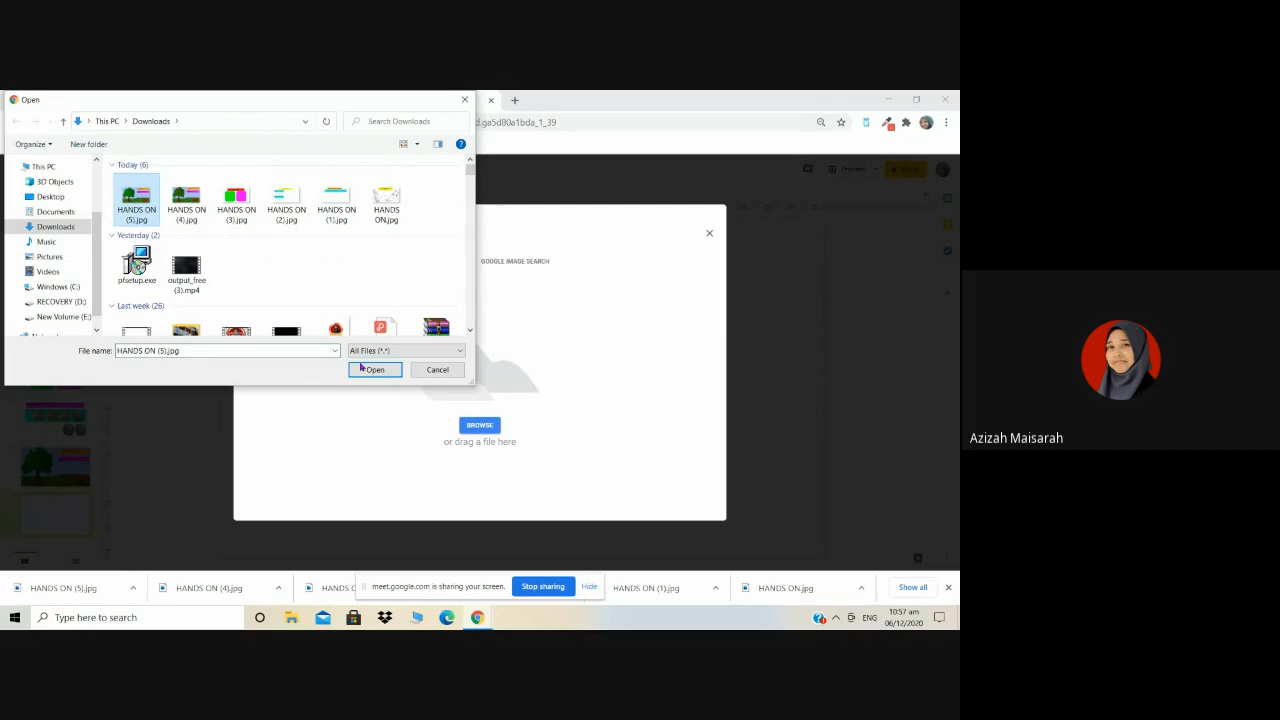 Open
d.ga5d80a1bda_1_39
This PC
Downloads
Search Downloads
Organize
New folder
This PC
3D Objects
Desktop
Documents
Downloads
Music
Pictures
Videos
Windows (C:)
RECOVERY (D:)
New Volume (E:)
Today (6)
HANDS ON (5).jpg
HANDS ON (4).jpg
HANDS ON (3).jpg
HANDS ON (2).jpg
HANDS ON (1).jpg
HANDS ON.jpg
Yesterday (2)
pfsetup.exe
output_free (3).mp4
Last week (26)
File name:
HANDS ON (5).jpg
All Files (*.*)
Open
Cancel
Present
GOOGLE IMAGE SEARCH
BROWSE
or drag a file here
Azizah Maisarah
HANDS ON (5).jpg
HANDS ON (4).jpg
HANDS O
meet.google.com is sharing your screen.
Stop sharing
Hide
HANDS ON (1).jpg
HANDS ON.jpg
Show all
Type here to search
ENG
10:57 am
06/12/2020